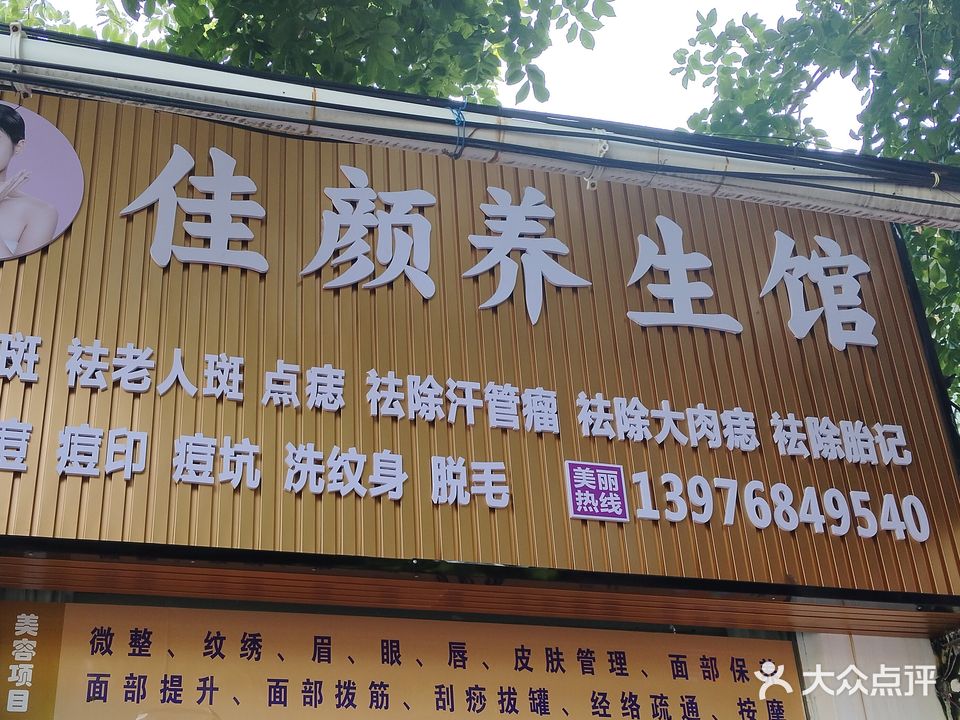 佳颜养生馆
斑 祛老人斑 点痣 祛除汗管瘤 祛除大肉痣 祛除胎记
痘 痘印 痘坑 洗纹身 脱毛 美丽热线 13976849540
美容项目
微整、纹绣、眉、眼、唇、皮肤管理、面部保
面部提升、面部拨筋、刮痧拔罐、经络疏通、按摩
大众点评